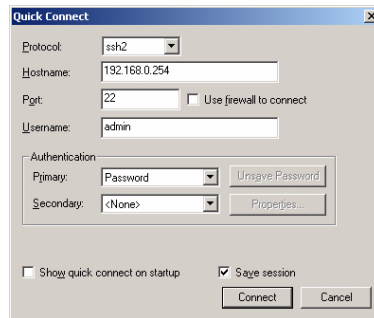 Quick Connect
Protocol: ssh2
Hostname: 192.168.0.254
Port: 22 Use firewall to connect
Username: admin
Authentication
Primary: Password Unsave Password
Secondary: <None> Properties...
Show quick connect on startup Save session
Connect Cancel